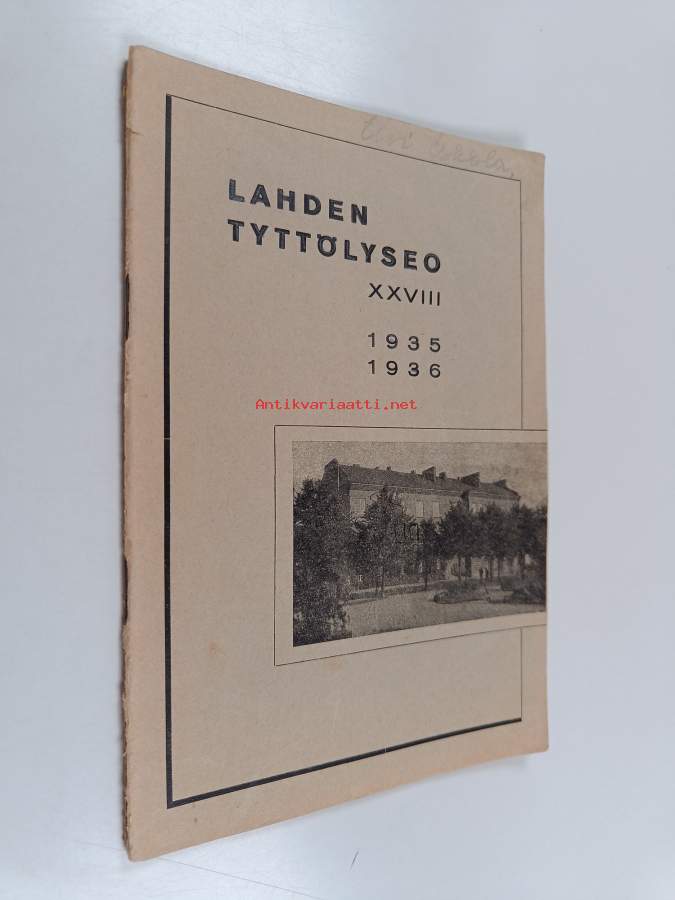 LAHDEN
TYTTÖLYSEO
XXVIII
1935
1936
Antikvariaatti.net